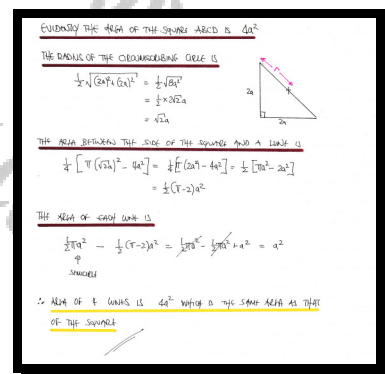 EVIDENTLY THE AREA OF THE SQUARE ABCD IS 4a²
THE RADIUS OF THE CIRCUMSCRIBING CIRCLE IS
½√((2a)²+(2a)²) = ½√(8a²)
= ½×2√2a
= √2a
r
2a
2a
THE AREA BETWEEN THE SIDE OF THE SQUARE AND A LUNE IS
¼[π(√2a)² - 4a²] = ¼[π(2a²) - 4a²] = ½[πa² - 2a²]
= ½(π-2)a²
THE AREA OF EACH LUNE IS
½πa² - ½(π-2)a² = ½πa² - ½πa² + a² = a²
↑
SEMICIRCLE
∴ AREA OF 4 LUNES IS 4a² WHICH IS THE SAME AREA AS THAT
OF THE SQUARE